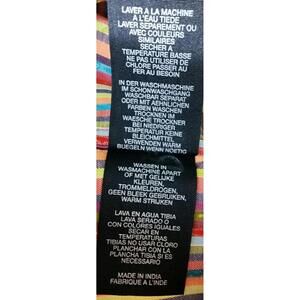 LAVER A LA MACHINE
A L'EAU TIEDE
LAVER SEPAREMENT OU
AVEC COULEURS
SIMILAIRES
SECHER A
TEMPERATURE BASSE
NE PAS UTILISER DE
CHLORE PASSER AU
FER AU BESOIN
IN DER WASCHMASCHINE
IM SCHONWASCHGANG
WASCHBAR SEPARAT
ODER MIT AEHNLICHEN
FARBEN WASCHEN
TROCKNEN IM
WAESCHE TROCKNER
BEI NIEDRIGER
TEMPERATUR KEINE
BLEICHMITTEL
VERWENDEN WARM
BUEGELN WENN NOETIG
WASSEN IN
WASMACHINE APART
OF MET GELIJKE
KLEUREN,
TROMMELDROGEN,
GEEN BLEEK GEBRUIKEN,
WARM STRIJKEN
LAVA EN AGUA TIBIA
LAVA SERADO O
CON COLORES IGUALES
SECAR EN
TEMPERATURAS
TIBIAS NO USAR CLORO
PLANCHAR CON LA
PLANCHA TIBIA SI ES
NECESSARIO
MADE IN INDIA
FABRIQUE A L'INDE